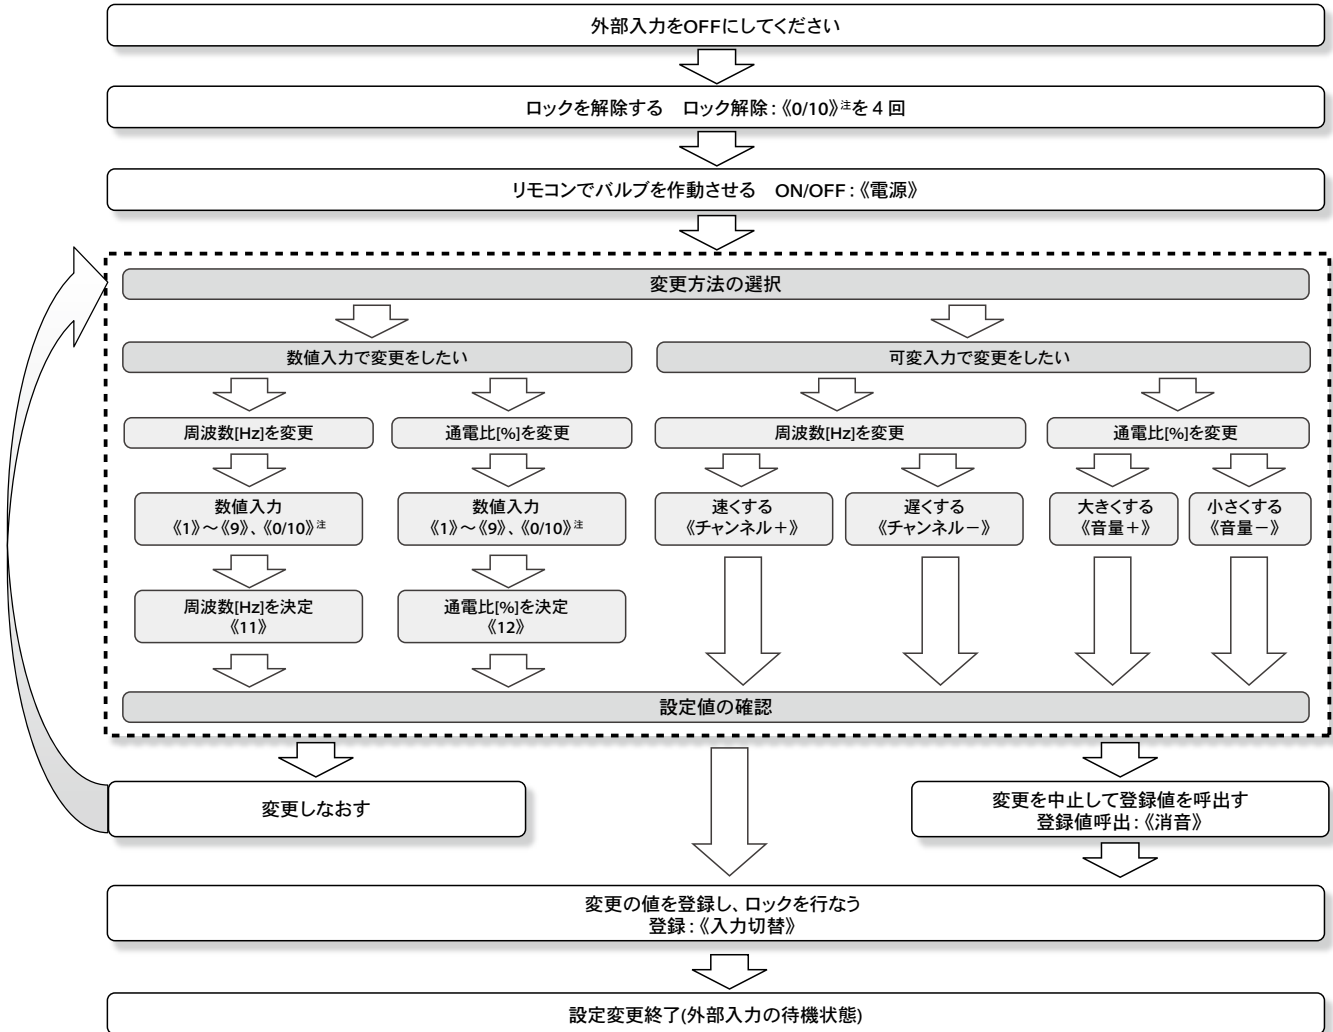 外部入力をOFFにしてください
ロックを解除する　ロック解除：《0/10》注を４回
リモコンでバルブを作動させる　ON/OFF：《電源》
変更方法の選択
数値入力で変更をしたい
可変入力で変更をしたい
周波数[Hz]を変更
通電比[%]を変更
周波数[Hz]を変更
通電比[%]を変更
数値入力
《1》～《9》、《0/10》注
数値入力
《1》～《9》、《0/10》注
速くする
《チャンネル＋》
遅くする
《チャンネル－》
大きくする
《音量＋》
小さくする
《音量－》
周波数[Hz]を決定
《11》
通電比[%]を決定
《12》
設定値の確認
変更しなおす
変更を中止して登録値を呼出す
登録値呼出：《消音》
変更の値を登録し、ロックを行なう
登録：《入力切替》
設定変更終了(外部入力の待機状態)